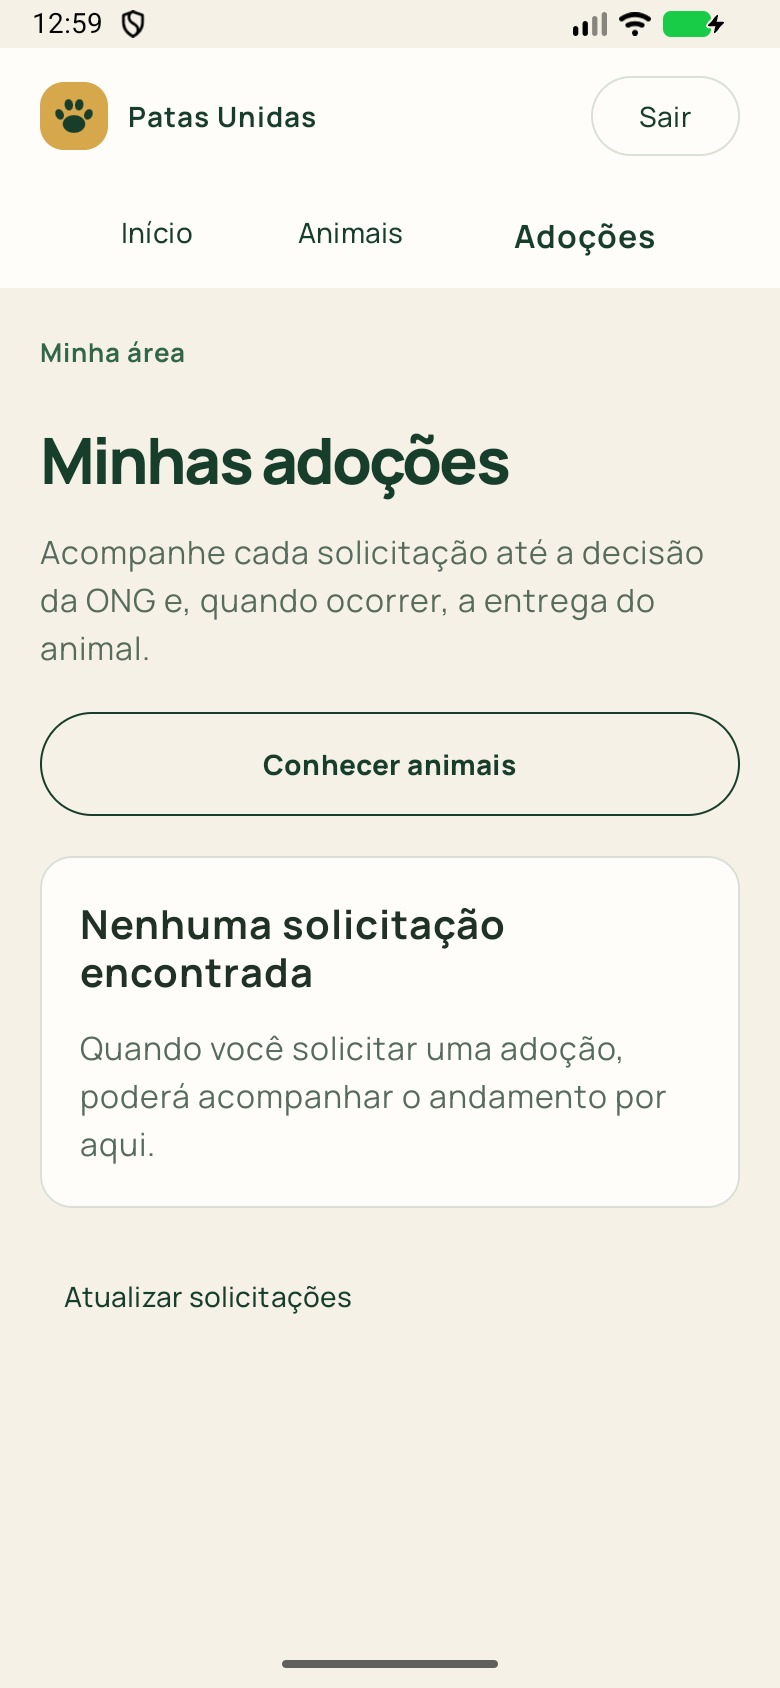 12:59
Patas Unidas
Sair
Início
Animais
Adoções
Minha área
Minhas adoções
Acompanhe cada solicitação até a decisão
da ONG e, quando ocorrer, a entrega do
animal.
Conhecer animais
Nenhuma solicitação
encontrada
Quando você solicitar uma adoção,
poderá acompanhar o andamento por
aqui.
Atualizar solicitações